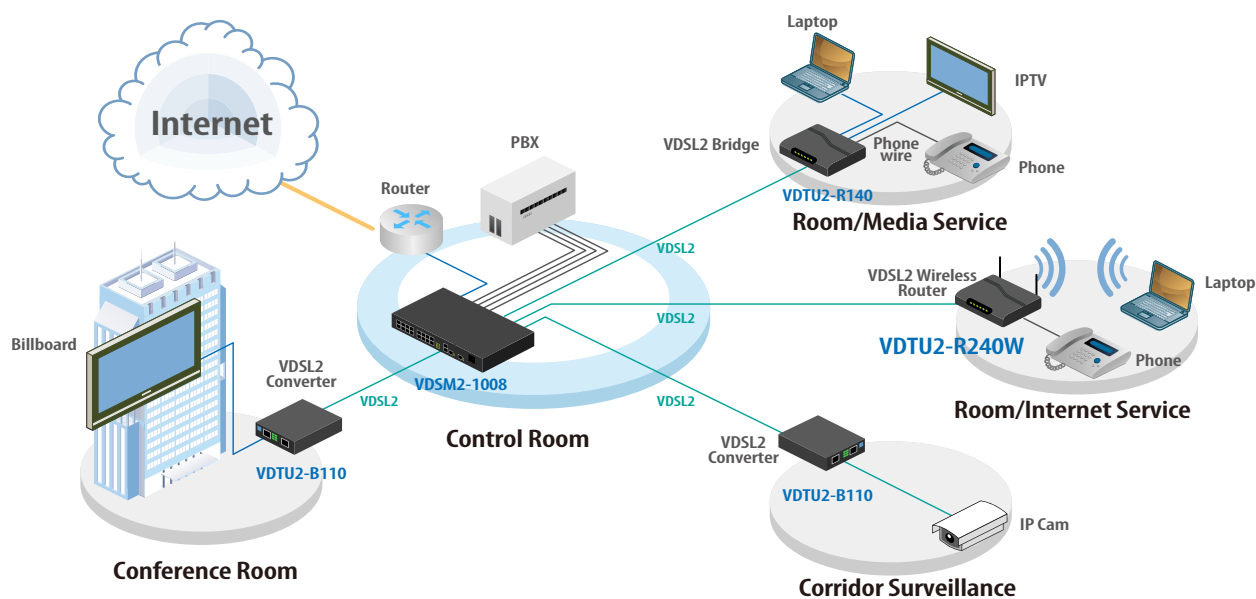 Internet
Router
PBX
Laptop
IPTV
VDSL2 Bridge
Phone
wire
Phone
VDTU2-R140
Room/Media Service
VDSL2
VDSL2 Wireless
Router
Laptop
VDSL2
VDTU2-R240W
Phone
Room/Internet Service
Billboard
VDSL2
Converter
VDSL2
VDTU2-B110
Conference Room
VDSM2-1008
Control Room
VDSL2
VDSL2
Converter
VDTU2-B110
IP Cam
Corridor Surveillance